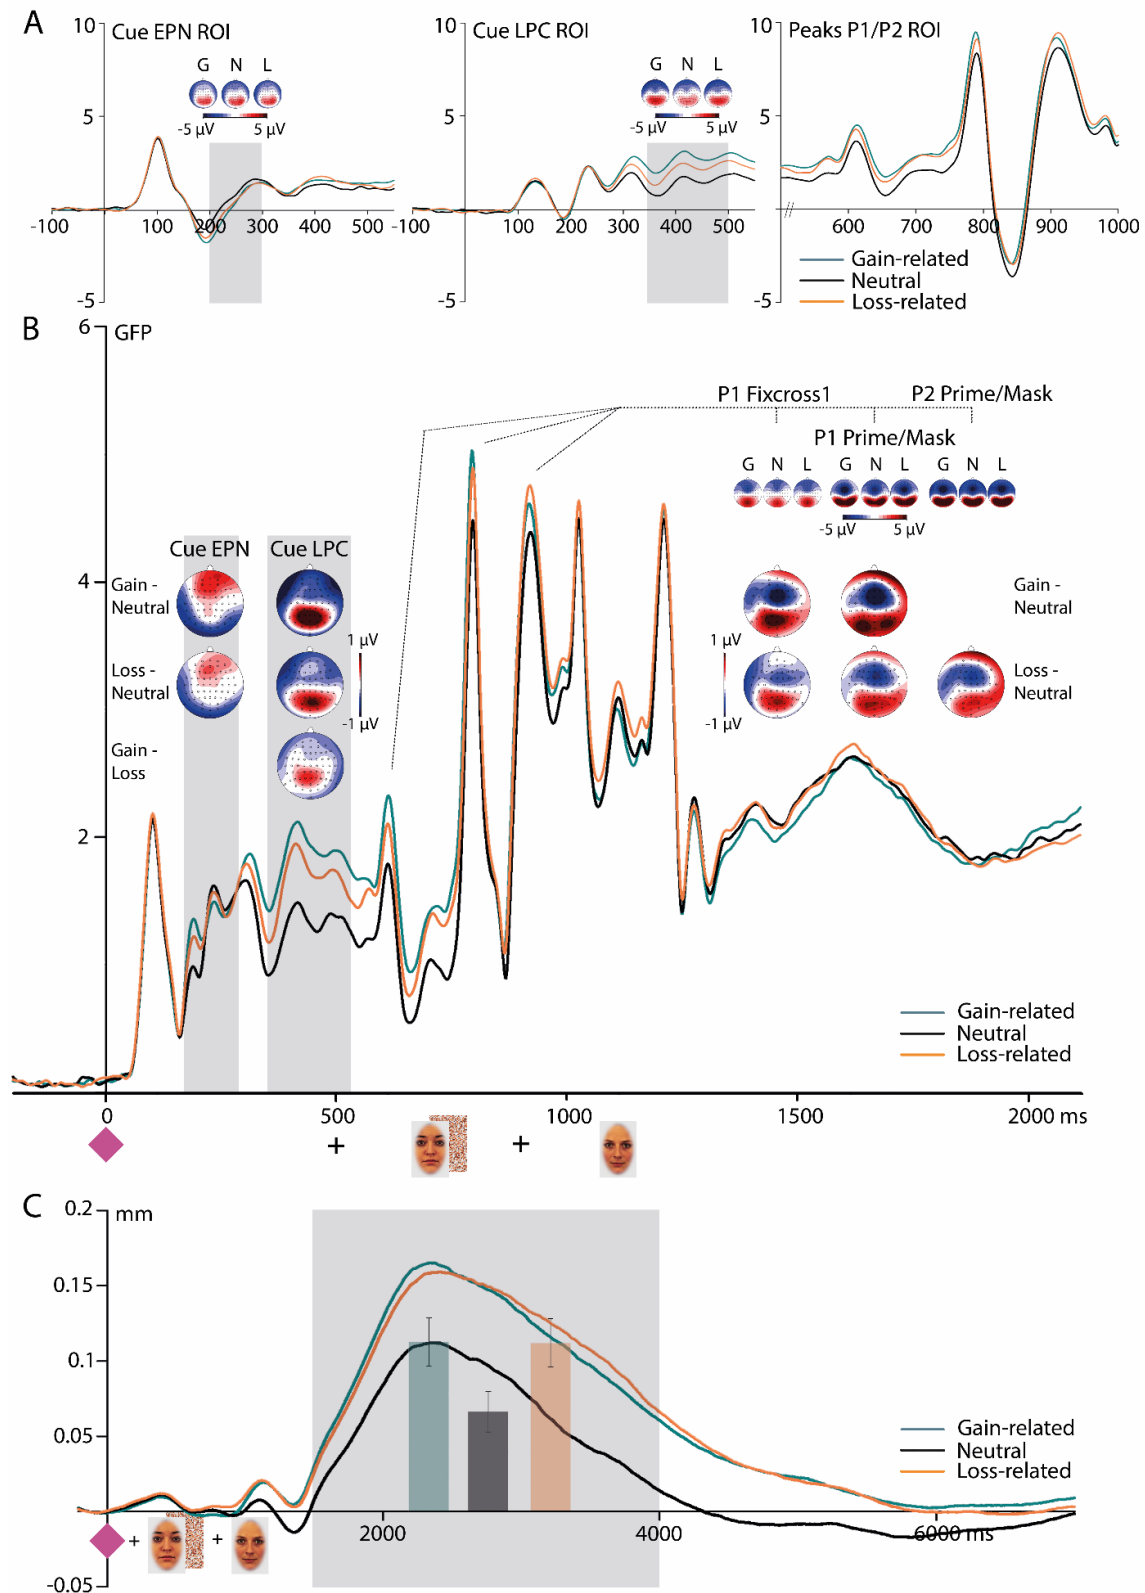 A
10
Cue EPN ROI
G N L
-5 µV 5 µV
5
-100 100 200 300 400 500
-5
10
Cue LPC ROI
G N L
-5 µV 5 µV
5
-100 100 200 300 400 500
-5
10
Peaks P1/P2 ROI
5
600 700 800 900 1000
-5
Gain-related
Neutral
Loss-related
B
6
GFP
P1 Fixcross1
P2 Prime/Mask
P1 Prime/Mask
G N L
G N L
G N L
-5 µV 5 µV
Cue EPN
Cue LPC
4
Gain -
Neutral
Loss -
Neutral
Gain -
Loss
1 µV
-1 µV
1 µV
-1 µV
Gain -
Neutral
Loss -
Neutral
2
Gain-related
Neutral
Loss-related
0 500 1000 1500 2000 ms
+ +
C
0.2
mm
0.15
0.1
0.05
0
-0.05
Gain-related
Neutral
Loss-related
2000 4000 6000 ms
+ +